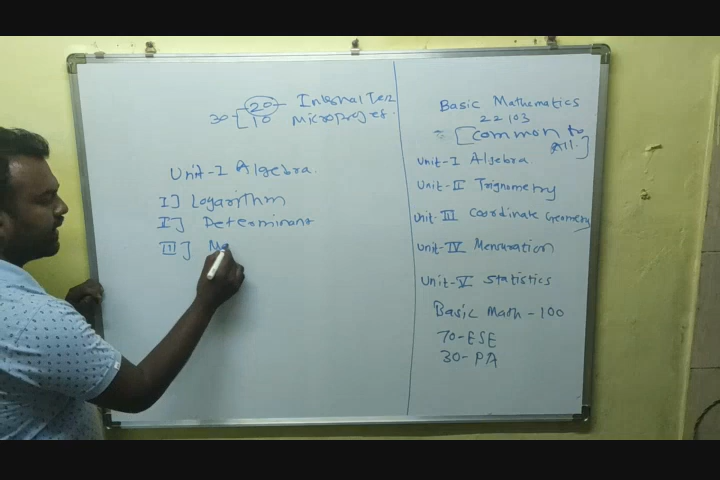 20 - Internal Test
30 - [ 10 - MicroProject.
Unit-I Algebra.
I] Logarithm
II] Determinant
III] Ma
Basic Mathematics
22103
[Common to All.]
Unit-I Algebra.
Unit-II Trignometry
Unit-III Coordinate Geometry
Unit-IV Mensuration
Unit-V Statistics
Basic Math - 100
70 - ESE
30 - PA